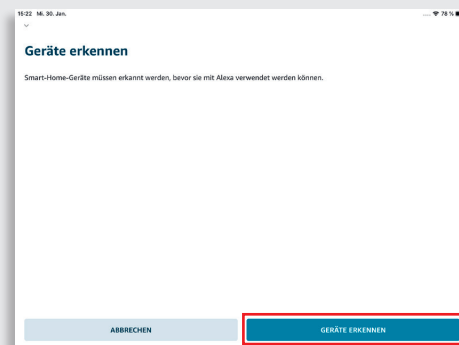 15:22 Mi. 30. Jan.
78 %
Geräte erkennen
Smart-Home-Geräte müssen erkannt werden, bevor sie mit Alexa verwendet werden können.
ABBRECHEN
GERÄTE ERKENNEN